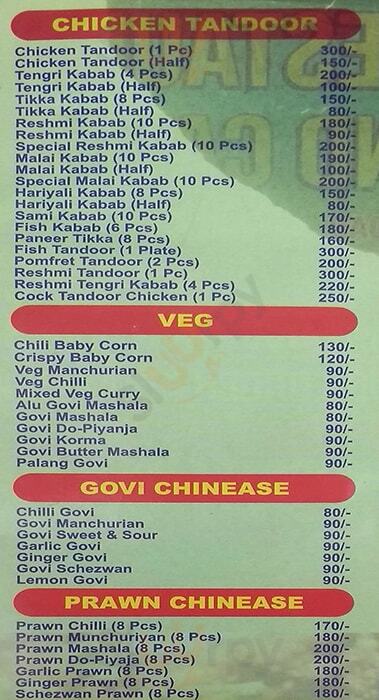 CHICKEN TANDOOR
Chicken Tandoor (1 Pc) 300/-
Chicken Tandoor (Half) 150/-
Tengri Kabab (4 Pcs) 200/-
Tengri Kabab (Half) 100/-
Tikka Kabab (8 Pcs) 150/-
Tikka Kabab (Half) 80/-
Reshmi Kabab (10 Pcs) 180/-
Reshmi Kabab (Half) 90/-
Special Reshmi Kabab (10 Pcs) 200/-
Malai Kabab (10 Pcs) 190/-
Malai Kabab (Half) 100/-
Special Malai Kabab (10 Pcs) 200/-
Hariyali Kabab (8 Pcs) 150/-
Hariyali Kabab (Half) 80/-
Sami Kabab (10 Pcs) 170/-
Fish Kabab (6 Pcs) 180/-
Paneer Tikka (8 Pcs) 160/-
Fish Tandoor (1 Plate) 300/-
Pomfret Tandoor (2 Pcs) 200/-
Reshmi Tandoor (1 Pc) 300/-
Reshmi Tengri Kabab (4 Pcs) 220/-
Cock Tandoor Chicken (1 Pc) 250/-
VEG
Chili Baby Corn 130/-
Crispy Baby Corn 120/-
Veg Manchurian 90/-
Veg Chilli 90/-
Mixed Veg Curry 90/-
Alu Govi Mashala 80/-
Govi Mashala 80/-
Govi Do-Piyanja 90/-
Govi Korma 90/-
Govi Butter Mashala 90/-
Palang Govi 90/-
GOVI CHINEASE
Chilli Govi 80/-
Govi Manchurian 90/-
Govi Sweet & Sour 90/-
Garlic Govi 90/-
Ginger Govi 90/-
Govi Schezwan 90/-
Lemon Govi 90/-
PRAWN CHINEASE
Prawn Chilli (8 Pcs) 170/-
Prawn Munchuriyan (8 Pcs) 180/-
Prawn Mashala (8 Pcs) 200/-
Prawn Do-Piyaja (8 Pcs) 200/-
Garlic Prawn (8 Pcs) 180/-
Ginger Prawn (8 Pcs) 180/-
Schezwan Prawn (8 Pcs) 180/-